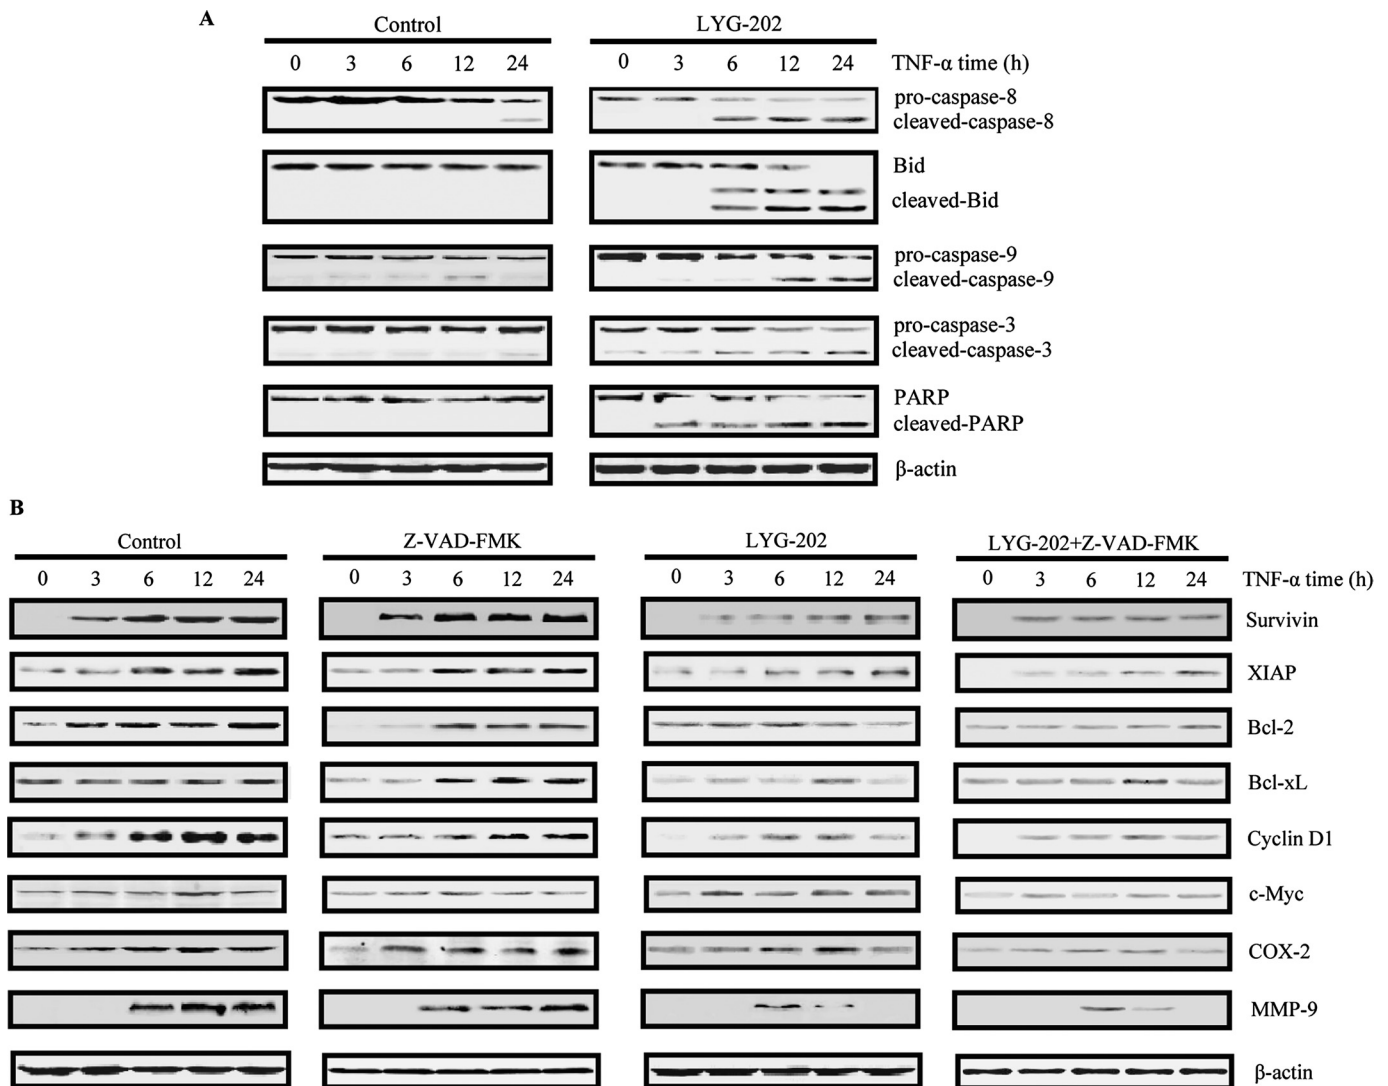 A
Control LYG-202
0 3 6 12 24 0 3 6 12 24 TNF-α time (h)
pro-caspase-8
cleaved-caspase-8
Bid
cleaved-Bid
pro-caspase-9
cleaved-caspase-9
pro-caspase-3
cleaved-caspase-3
PARP
cleaved-PARP
β-actin
B
Control Z-VAD-FMK LYG-202 LYG-202+Z-VAD-FMK
0 3 6 12 24 0 3 6 12 24 0 3 6 12 24 0 3 6 12 24 TNF-α time (h)
Survivin
XIAP
Bcl-2
Bcl-xL
Cyclin D1
c-Myc
COX-2
MMP-9
β-actin